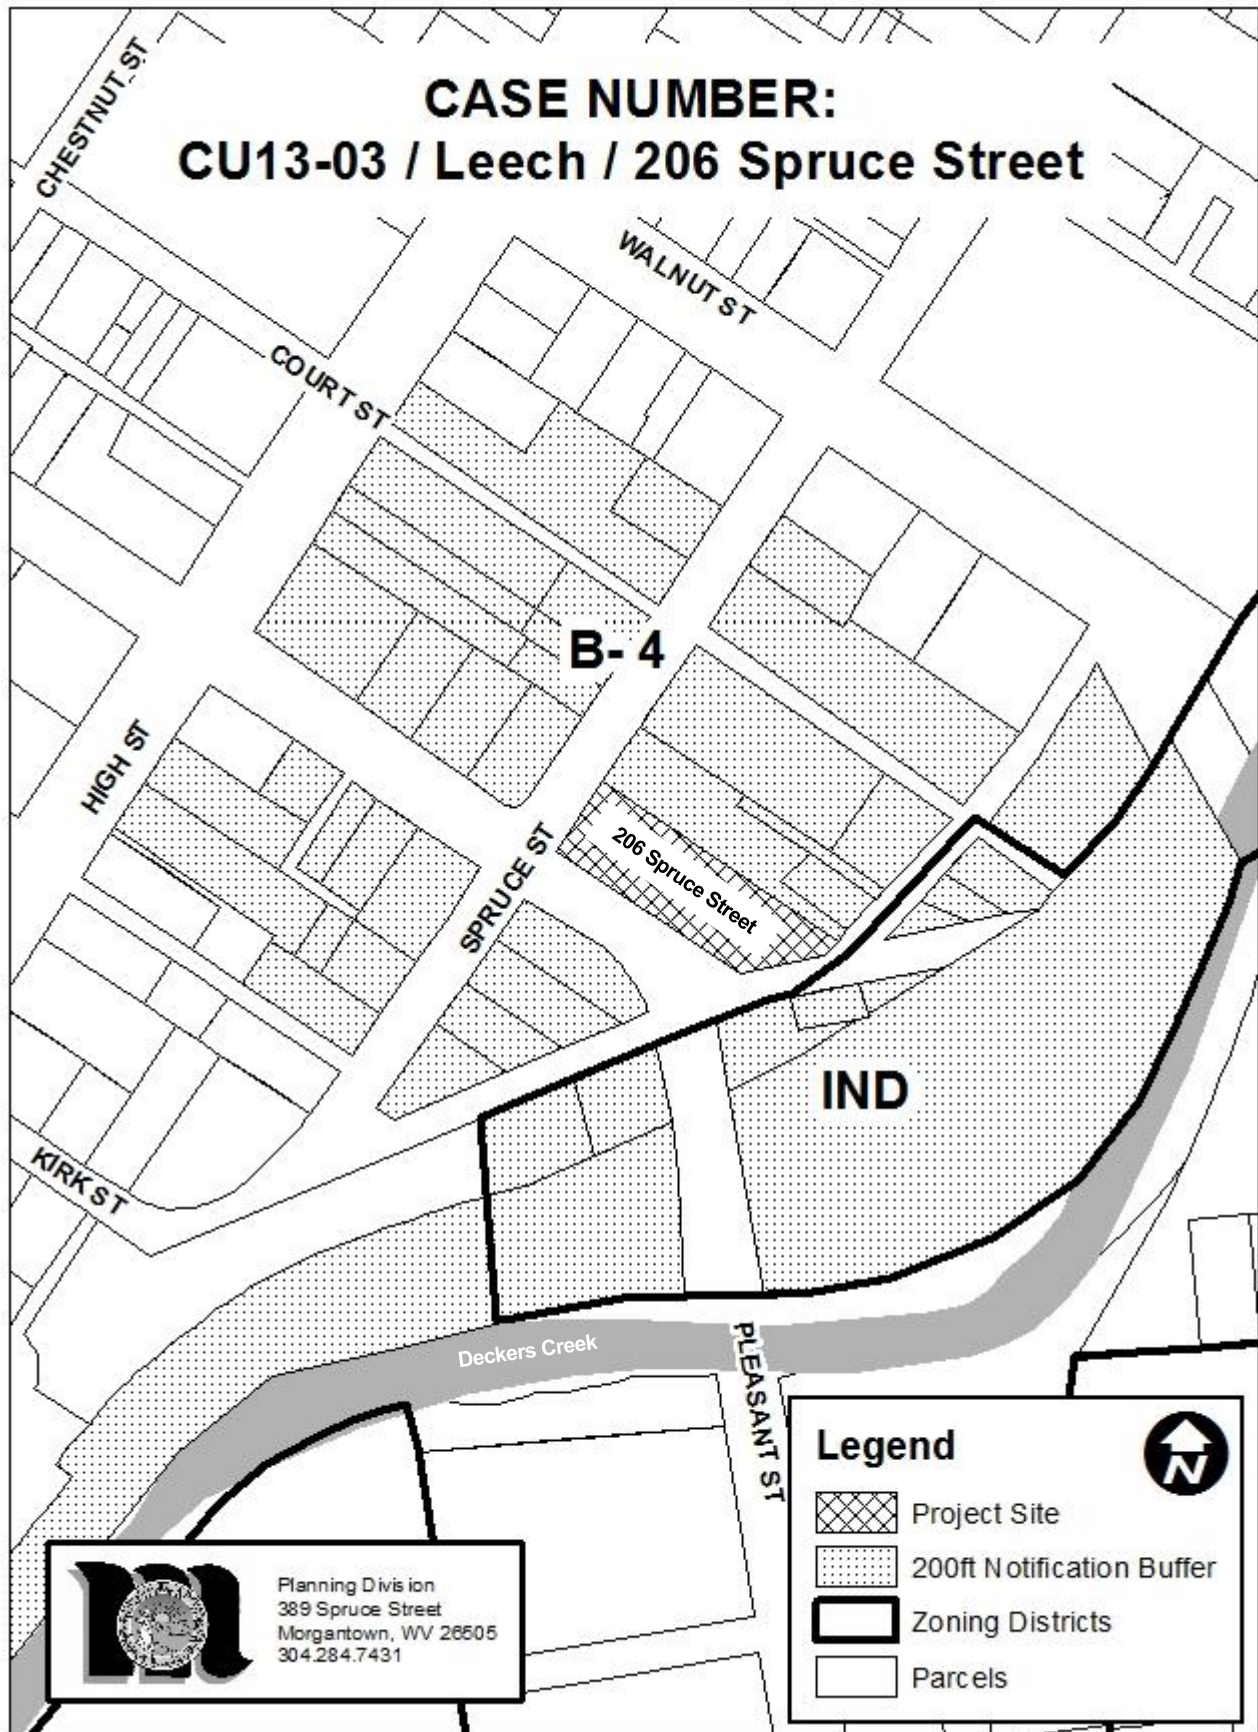 CASE NUMBER:
CU13-03 / Leech / 206 Spruce Street
CHESTNUT ST
WALNUT ST
COURT ST
B- 4
HIGH ST
206 Spruce Street
SPRUCE ST
IND
KIRK ST
Deckers Creek
PLEASANT ST
Legend
N
Project Site
200ft Notification Buffer
Zoning Districts
Parcels
Planning Division
389 Spruce Street
Morgantown, WV 26505
304.284.7431